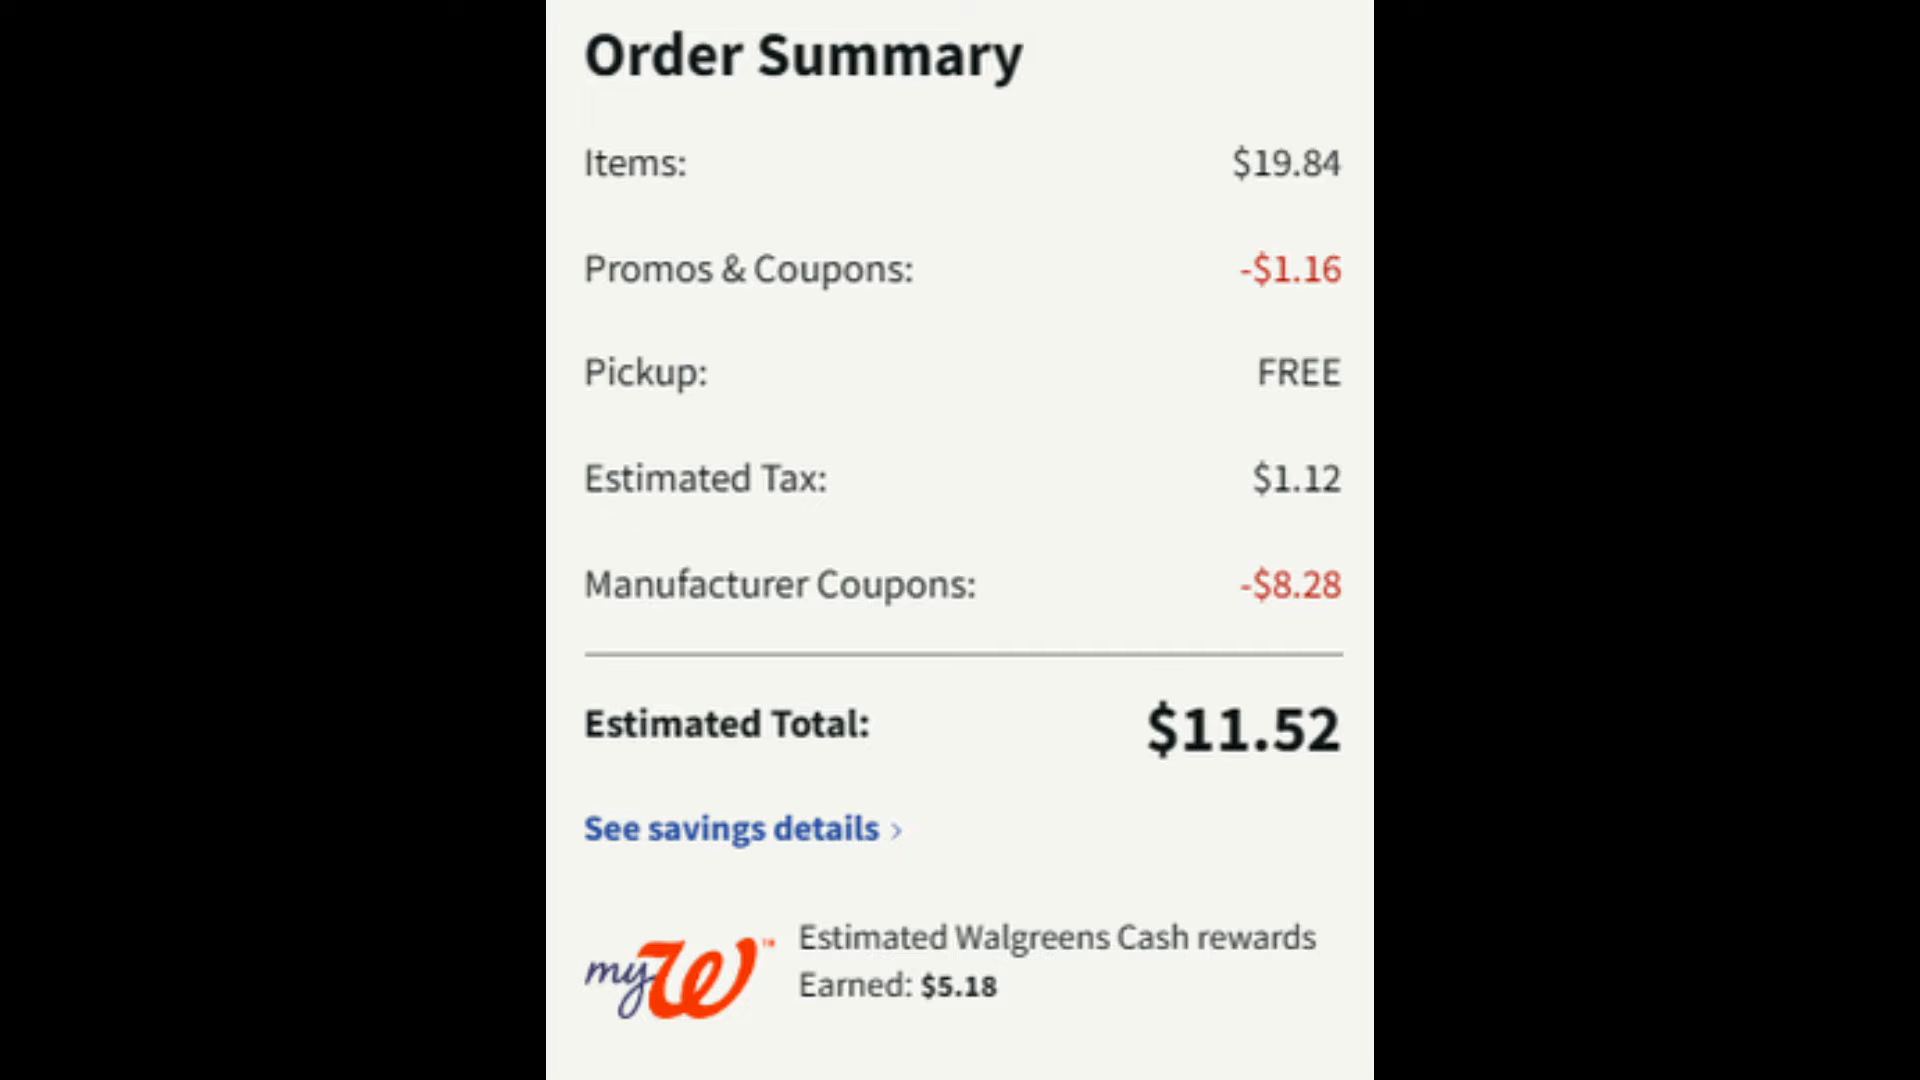 Order Summary
Items: $19.84
Promos & Coupons: -$1.16
Pickup: FREE
Estimated Tax: $1.12
Manufacturer Coupons: -$8.28
Estimated Total: $11.52
See savings details ›
myW™ Estimated Walgreens Cash rewards
Earned: $5.18